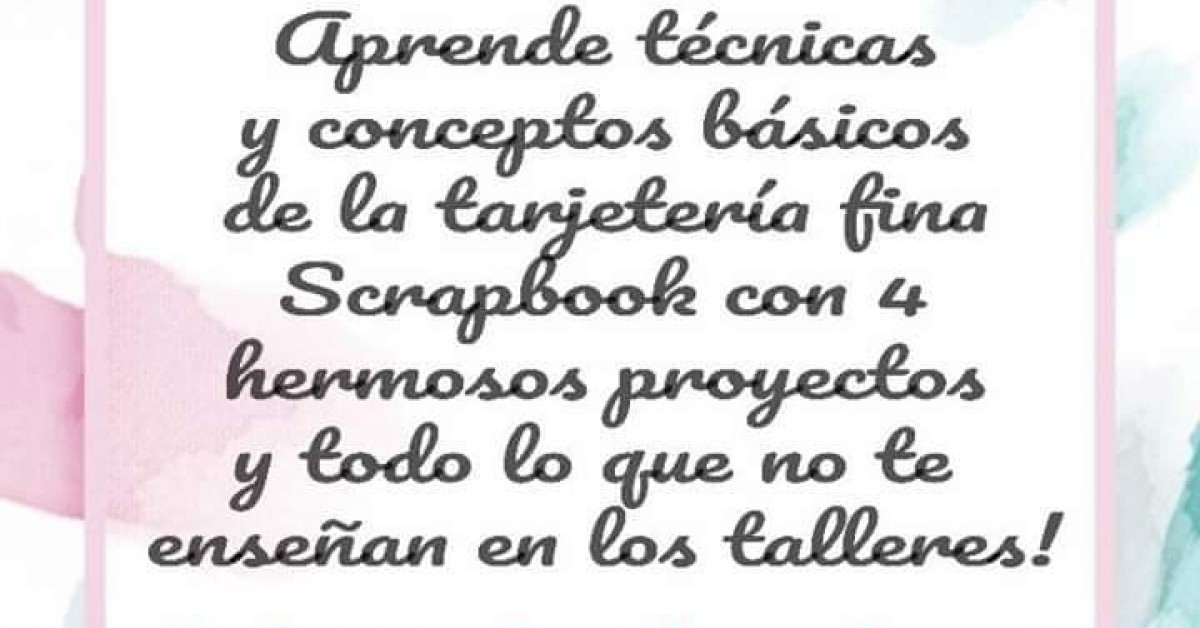 Aprende técnicas
y conceptos básicos
de la tarjetería fina
Scrapbook con 4
hermosos proyectos
y todo lo que no te
enseñan en los talleres!